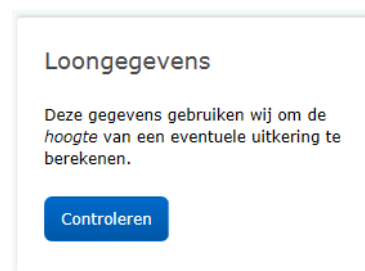 Loongegevens
Deze gegevens gebruiken wij om de
hoogte van een eventuele uitkering te
berekenen.
Controleren